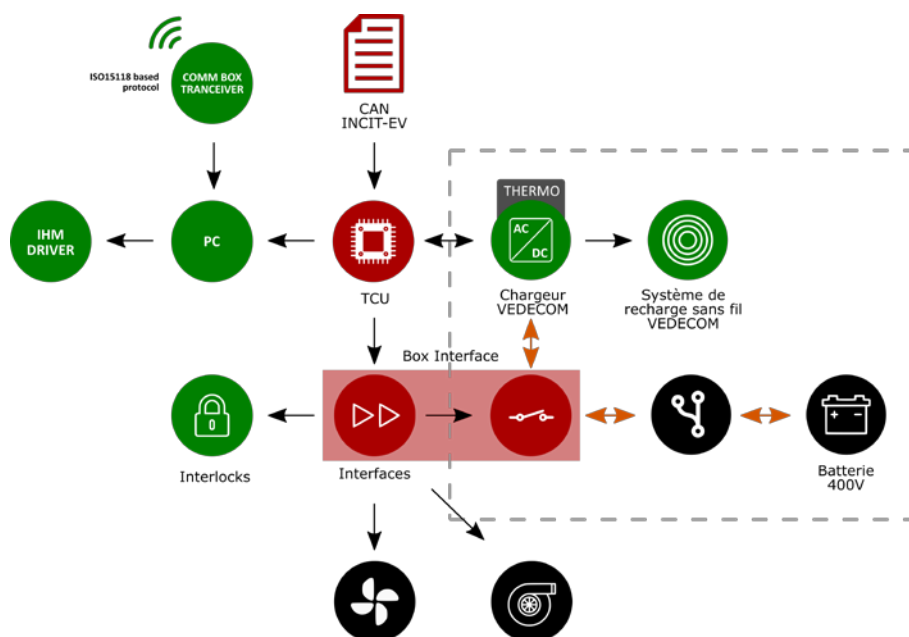 ISO15118 based
protocol
COMM BOX
TRANCEIVER
CAN
INCIT-EV
THERMO
IHM
DRIVER
PC
AC
DC
TCU
Chargeur
VEDECOM
Système de
recharge sans fil
VEDECOM
Box Interface
0
Interlocks
Interfaces
+ -
Batterie
400V